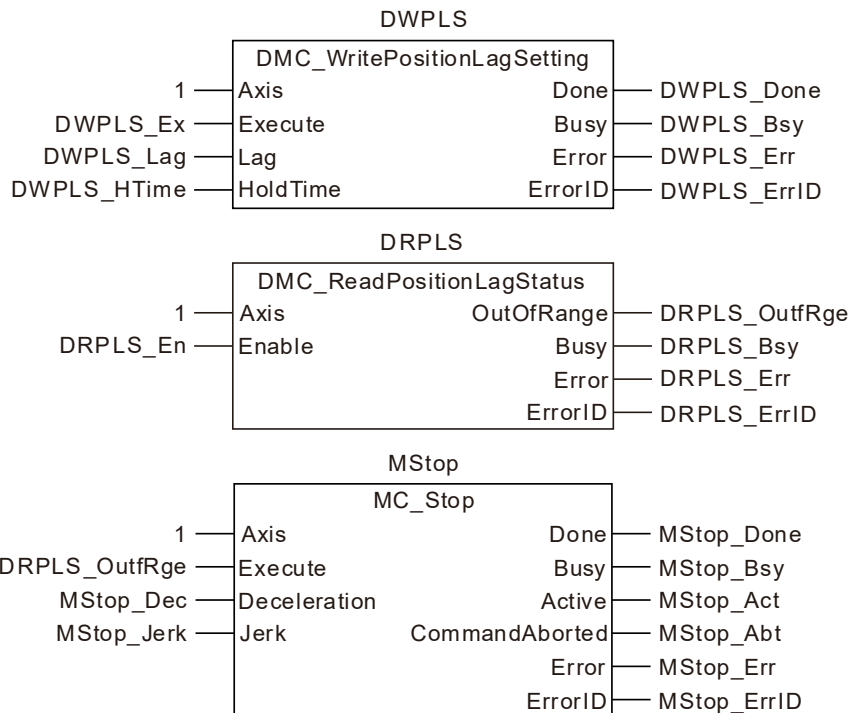 DWPLS
DMC_WritePositionLagSetting
1 Axis Done DWPLS_Done
DWPLS_Ex Execute Busy DWPLS_Bsy
DWPLS_Lag Lag Error DWPLS_Err
DWPLS_HTime HoldTime ErrorID DWPLS_ErrID
DRPLS
DMC_ReadPositionLagStatus
1 Axis OutOfRange DRPLS_OutfRge
DRPLS_En Enable Busy DRPLS_Bsy
Error DRPLS_Err
ErrorID DRPLS_ErrID
MStop
MC_Stop
1 Axis Done MStop_Done
DRPLS_OutfRge Execute Busy MStop_Bsy
MStop_Dec Deceleration Active MStop_Act
MStop_Jerk Jerk CommandAborted MStop_Abt
Error MStop_Err
ErrorID MStop_ErrID